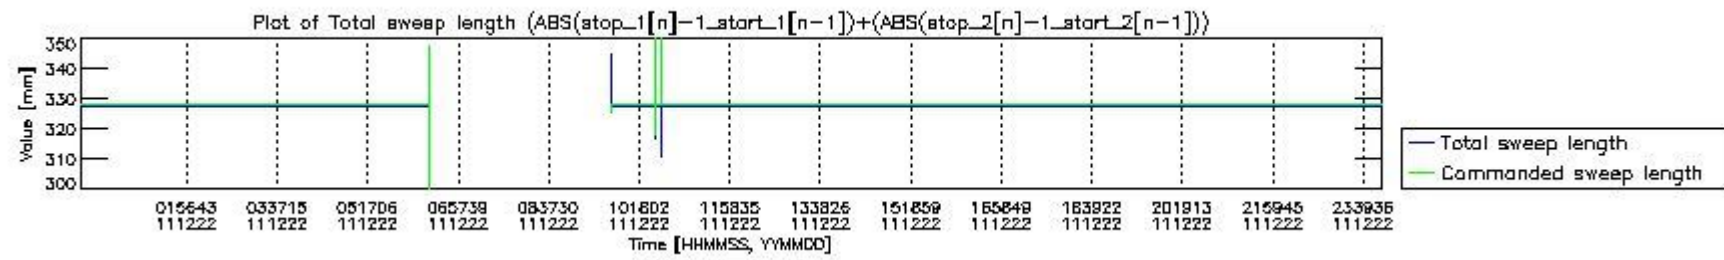 Plot of Total sweep length (ABS(stop_1[n]-1_start_1[n-1])+(ABS(stop_2[n]-1_start_2[n-1]))
350
340
330
320
310
300
Value [mm]
015643 033715 051706 065739 083730 101802 115835 133826 151859 165849 183922 201913 215945 233936
111222 111222 111222 111222 111222 111222 111222 111222 111222 111222 111222 111222 111222 111222
Time [HHMMSS, YYMMDD]
Total sweep length
Commanded sweep length